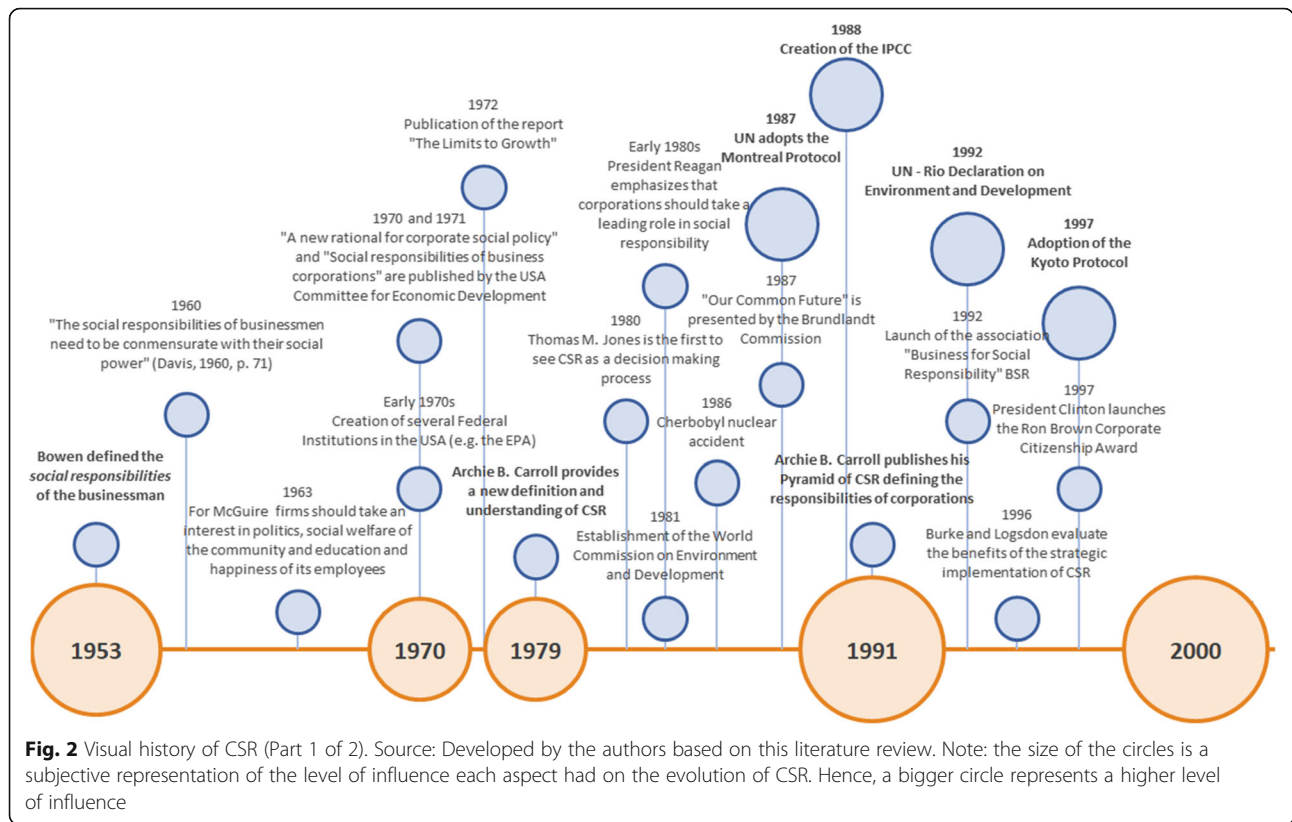 1988
Creation of the IPCC
1972
Publication of the report
"The Limits to Growth"
1987
UN adopts the
Montreal Protocol
Early 1980s
President Reagan
emphasizes that
corporations should take a
leading role in social
responsibility
1992
UN - Rio Declaration on
Environment and Development
1970 and 1971
"A new rational for corporate social policy"
and "Social responsibilities of business
corporations" are published by the USA
Committee for Economic Development
1997
Adoption of the
Kyoto Protocol
1987
"Our Common Future" is
presented by the Brundlandt
Commission
1960
"The social responsibilities of businessmen
need to be conmensurate with their social
power" (Davis, 1960, p. 71)
1980
Thomas M. Jones is the first to
see CSR as a decision making
process
1992
Launch of the association
"Business for Social
Responsibility" BSR
Early 1970s
Creation of several Federal
Institutions in the USA (e.g. the EPA)
1986
Cherbobyl nuclear
accident
1997
President Clinton launches
the Ron Brown Corporate
Citizenship Award
Bowen defined the
social responsibilities
of the businessman
1963
For McGuire firms should take an
interest in politics, social welfare of
the community and education and
happiness of its employees
Archie B. Carroll provides
a new definition and
understanding of CSR
Archie B. Carroll publishes his
Pyramid of CSR defining the
responsibilities of corporations
1981
Establishment of the World
Commission on Environment
and Development
1996
Burke and Logsdon evaluate
the benefits of the strategic
implementation of CSR
1953
1970
1979
1991
2000
Fig. 2 Visual history of CSR (Part 1 of 2). Source: Developed by the authors based on this literature review. Note: the size of the circles is a
subjective representation of the level of influence each aspect had on the evolution of CSR. Hence, a bigger circle represents a higher level
of influence